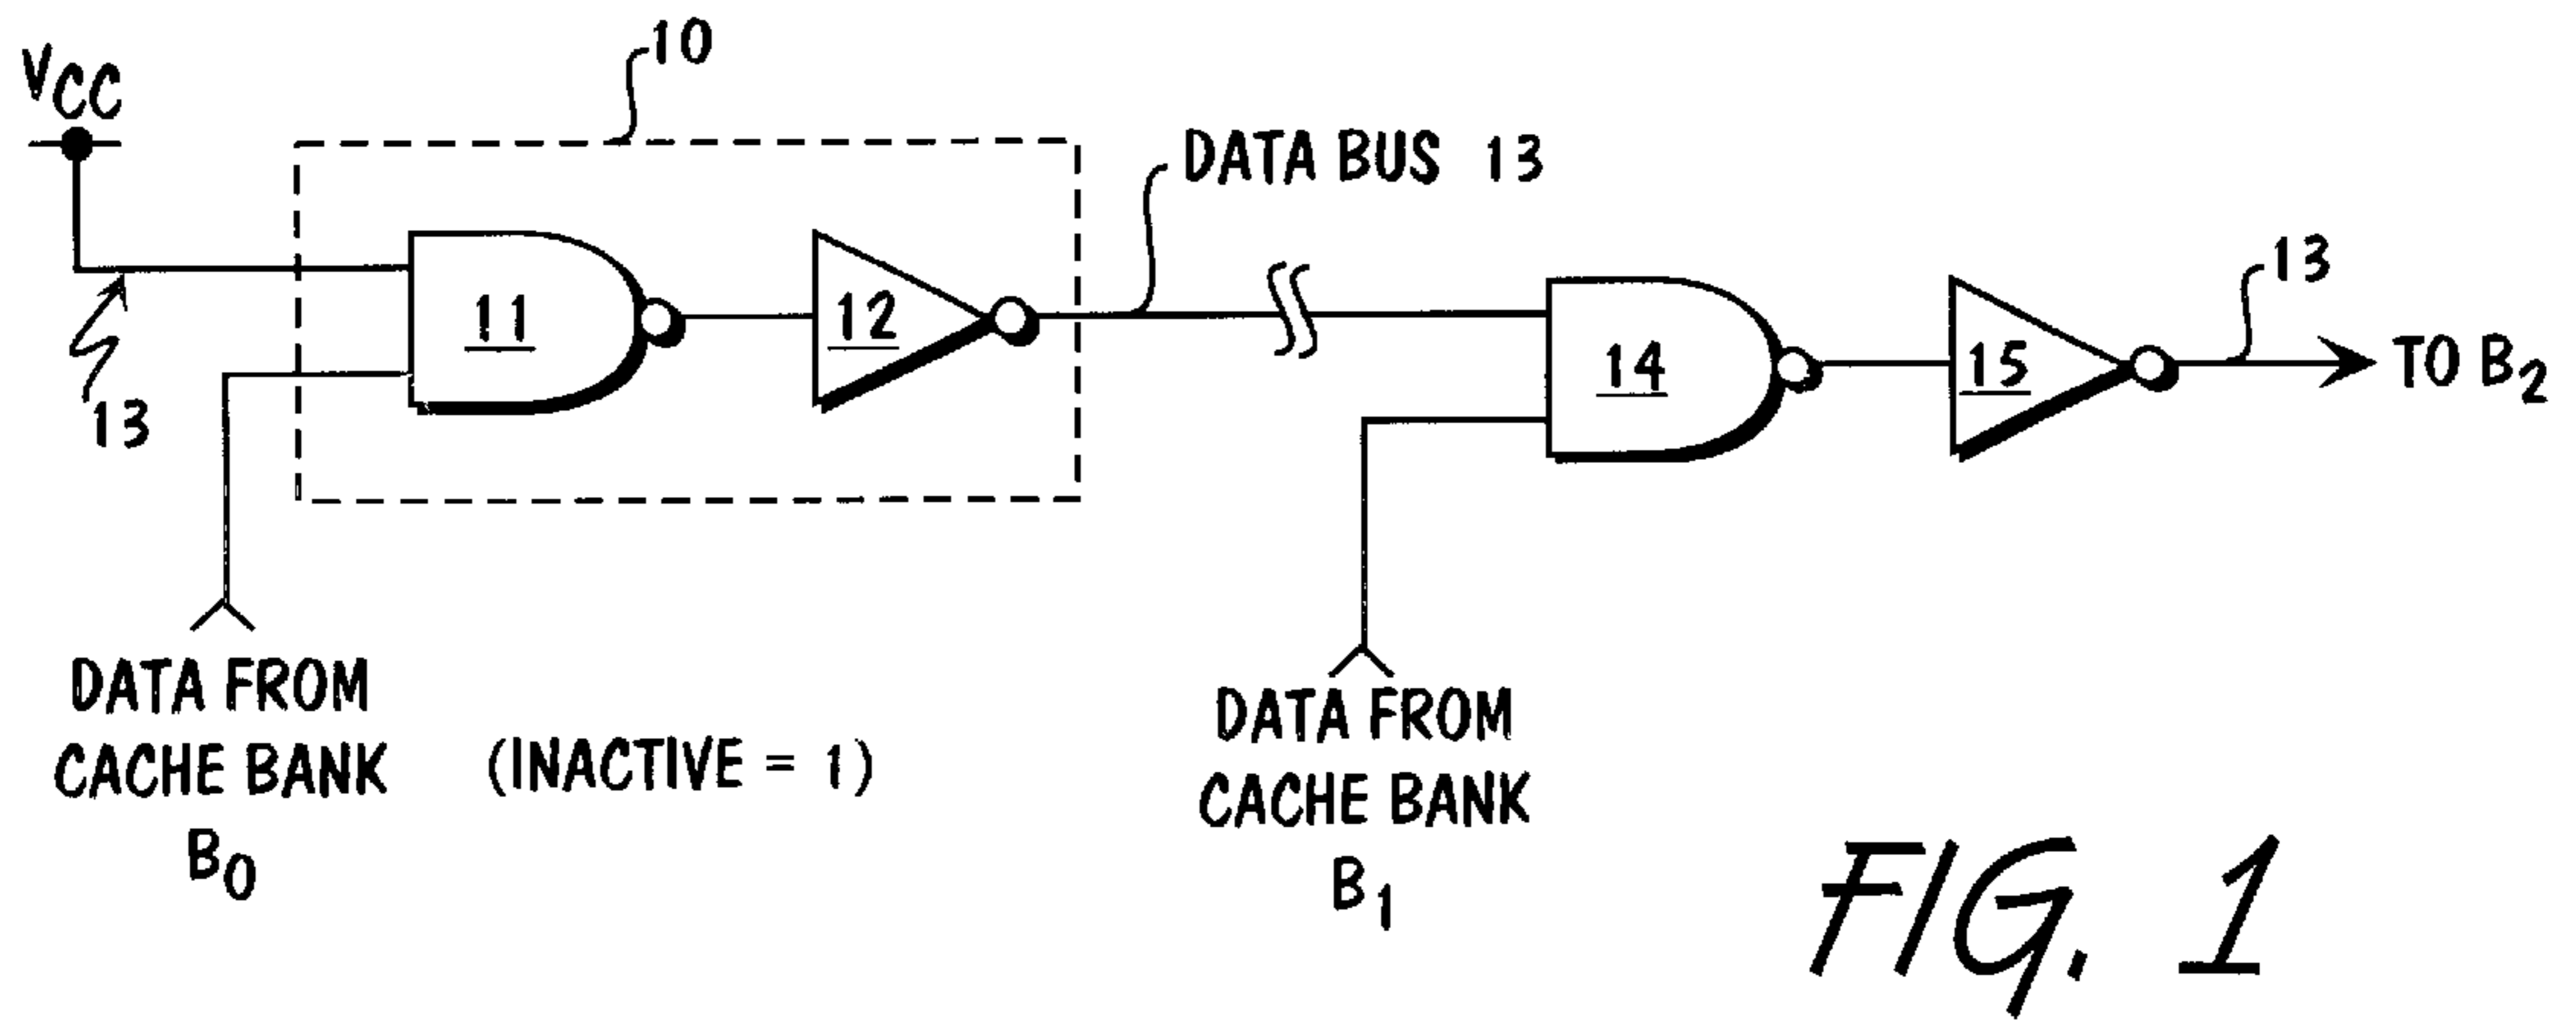 10
VCC
DATA BUS 13
13
11
12
14
15
TO B2
13
DATA FROM
CACHE BANK
B0
(INACTIVE = 1)
DATA FROM
CACHE BANK
B1
FIG. 1